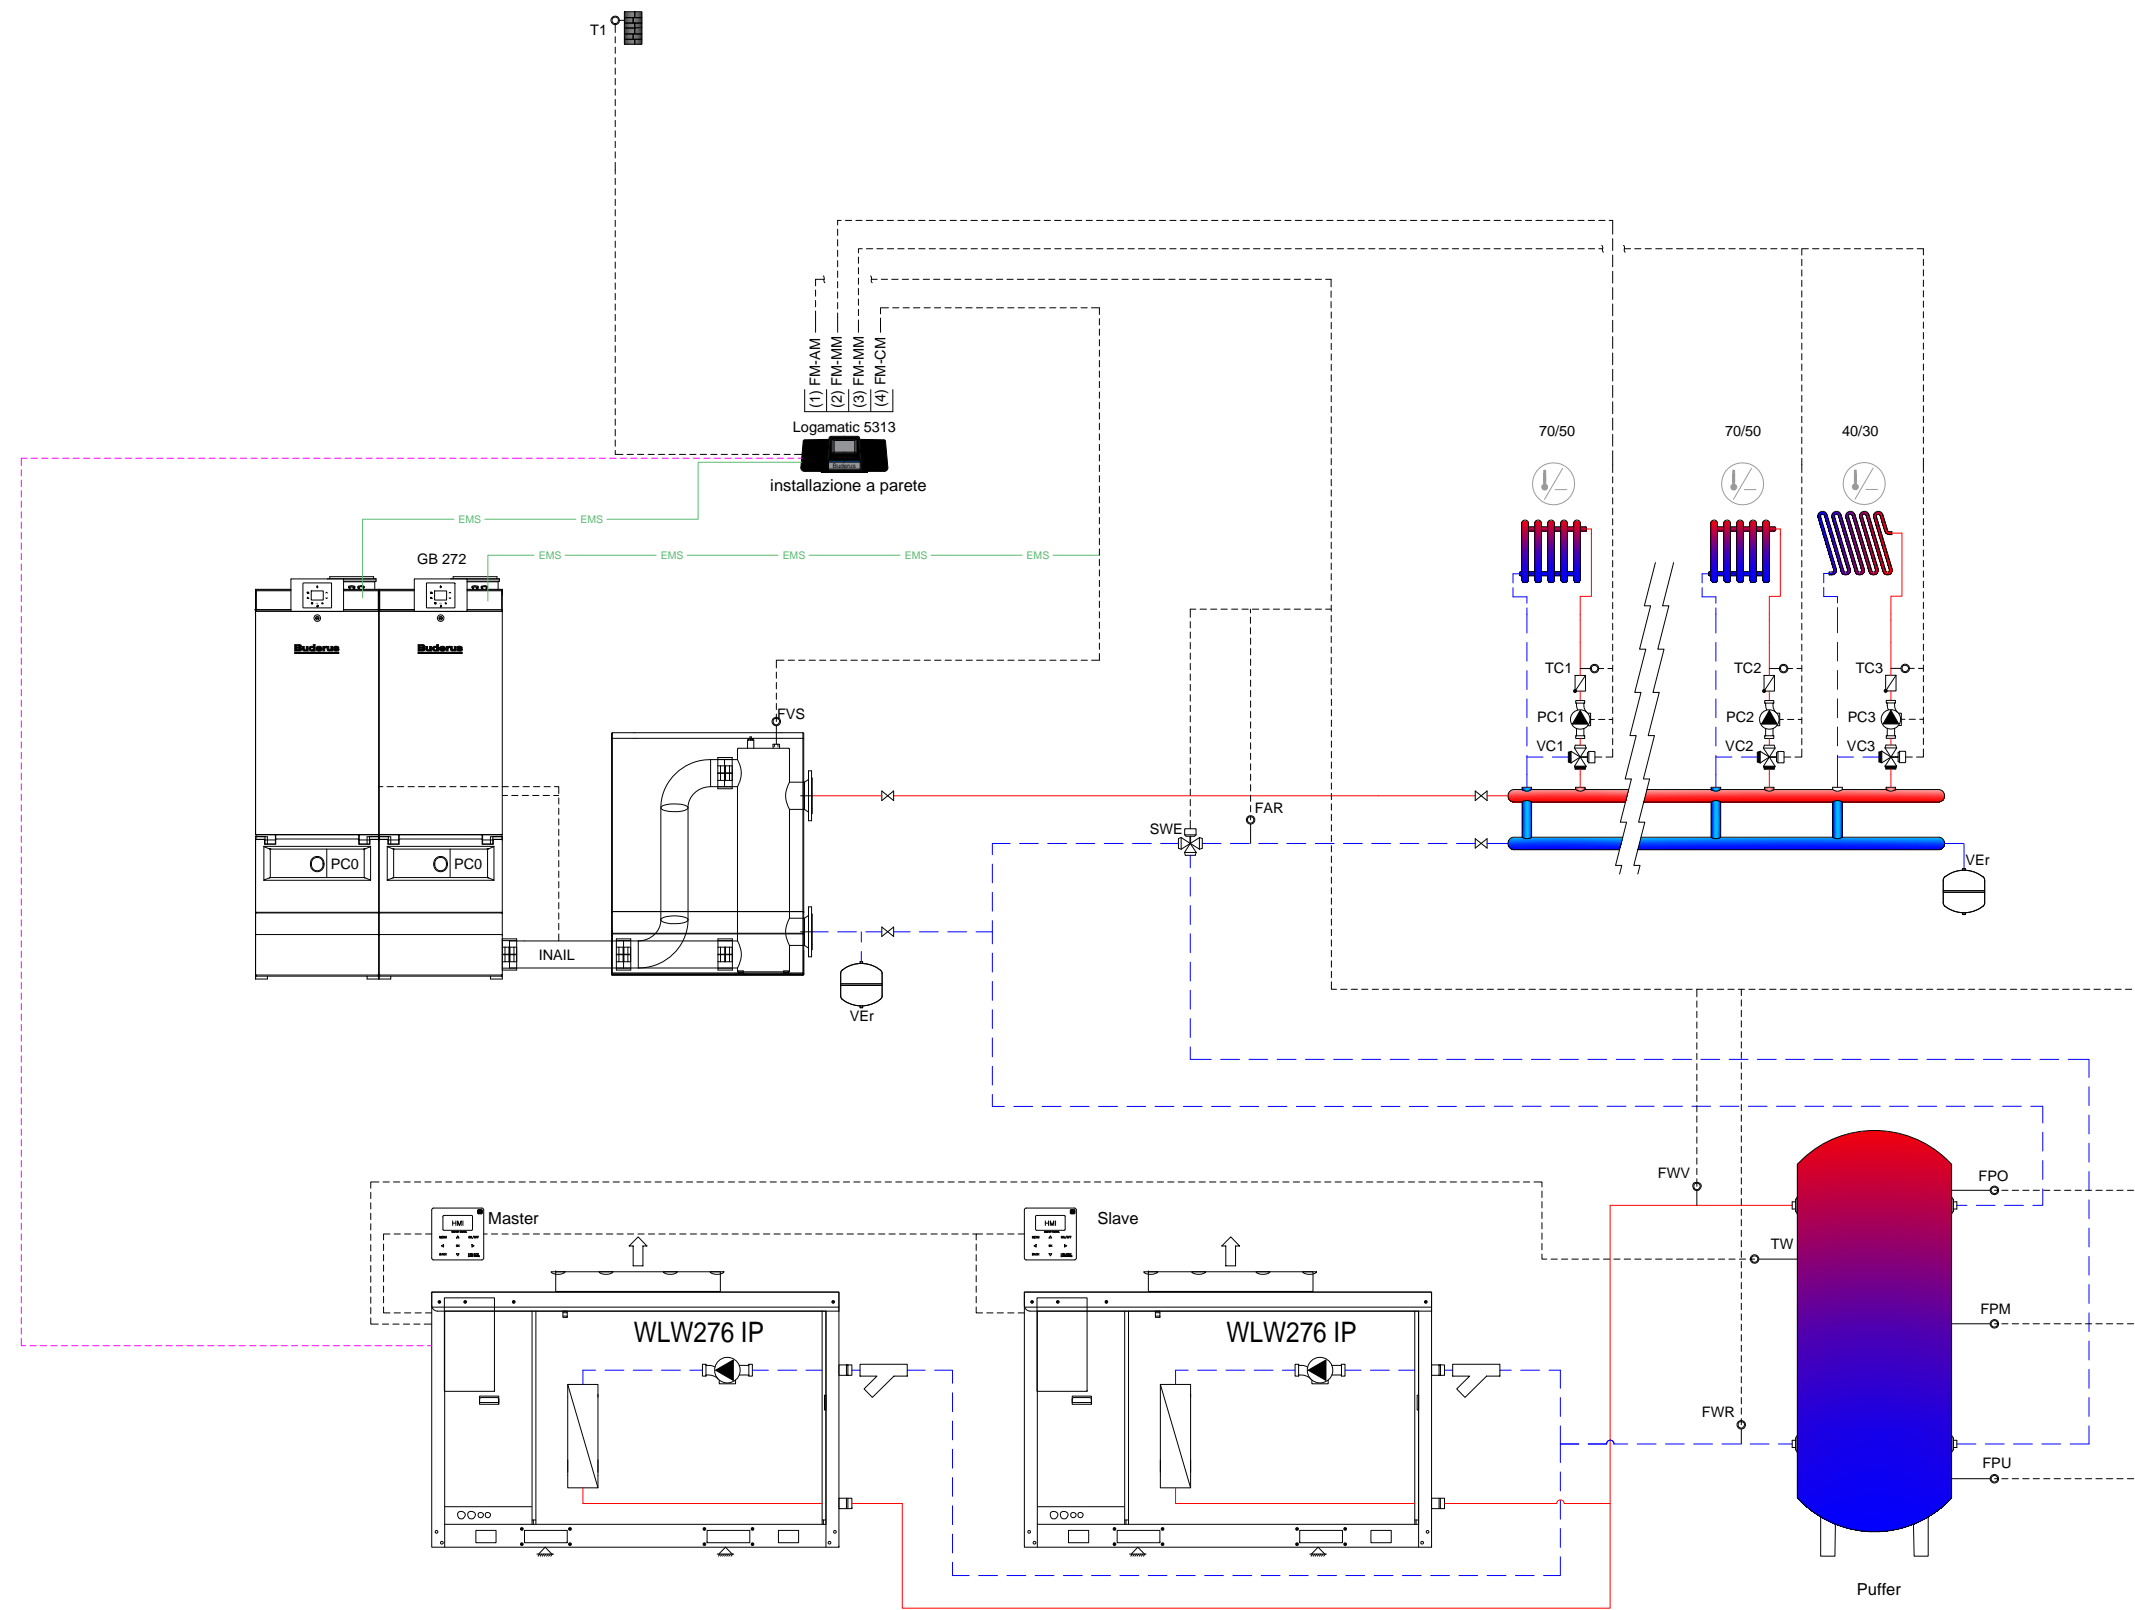 T1
(1) FM-AM
(2) FM-MM
(3) FM-MM
(4) FM-CM
Logamatic 5313
Buderus
installazione a parete
70/50
70/50
40/30
EMS
EMS
EMS
EMS
EMS
EMS
EMS
GB 272
Buderus
Buderus
TC1
TC2
TC3
FVS
PC1
PC2
PC3
VC1
VC2
VC3
FAR
SWE
PC0
PC0
VEr
INAIL
VEr
FWV
FPO
HMI
Master
HMI
Slave
TW
FPM
WLW276 IP
WLW276 IP
FWR
FPU
Puffer